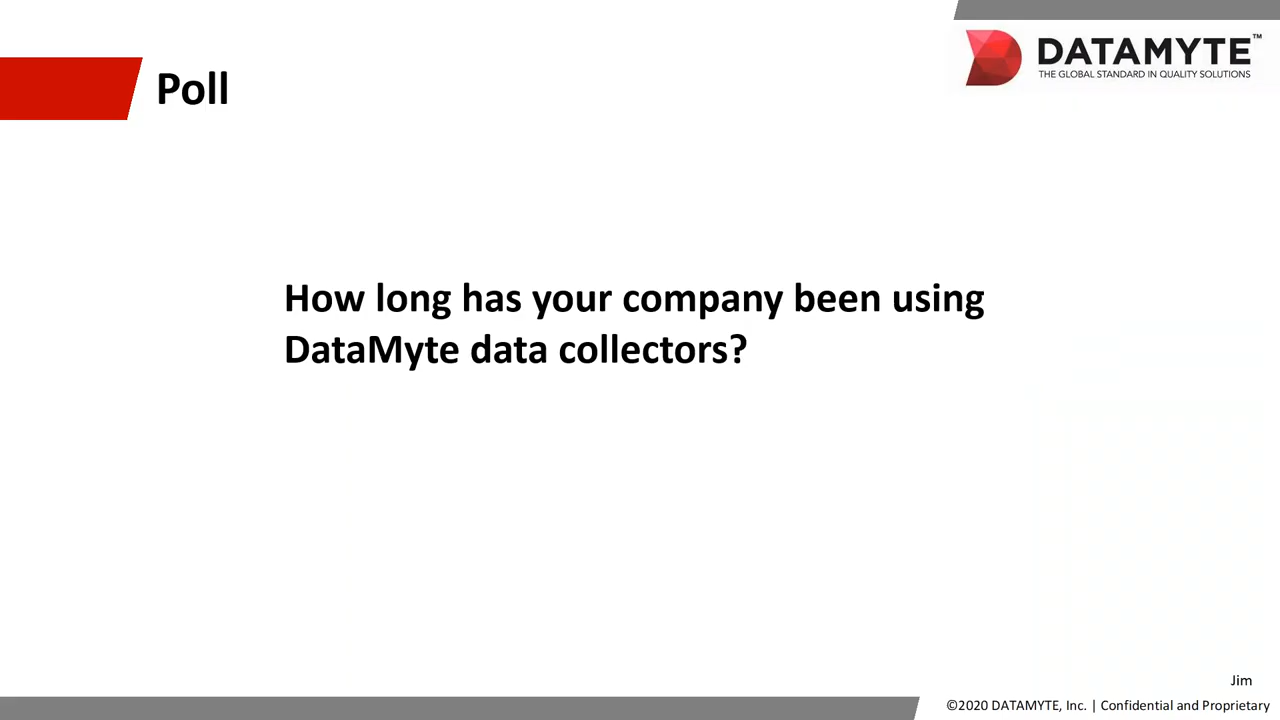 Poll
DATAMYTE™
THE GLOBAL STANDARD IN QUALITY SOLUTIONS
How long has your company been using
DataMyte data collectors?
Jim
©2020 DATAMYTE, Inc. | Confidential and Proprietary